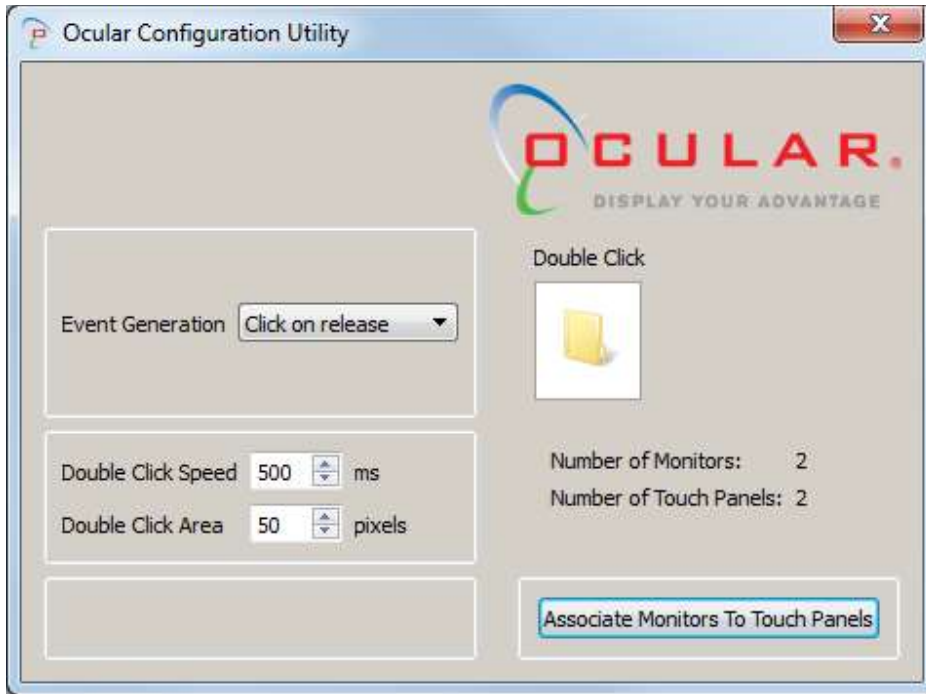 Ocular Configuration Utility
OCULAR®
DISPLAY YOUR ADVANTAGE
Event Generation Click on release
Double Click
Double Click Speed 500 ms
Double Click Area 50 pixels
Number of Monitors: 2
Number of Touch Panels: 2
Associate Monitors To Touch Panels